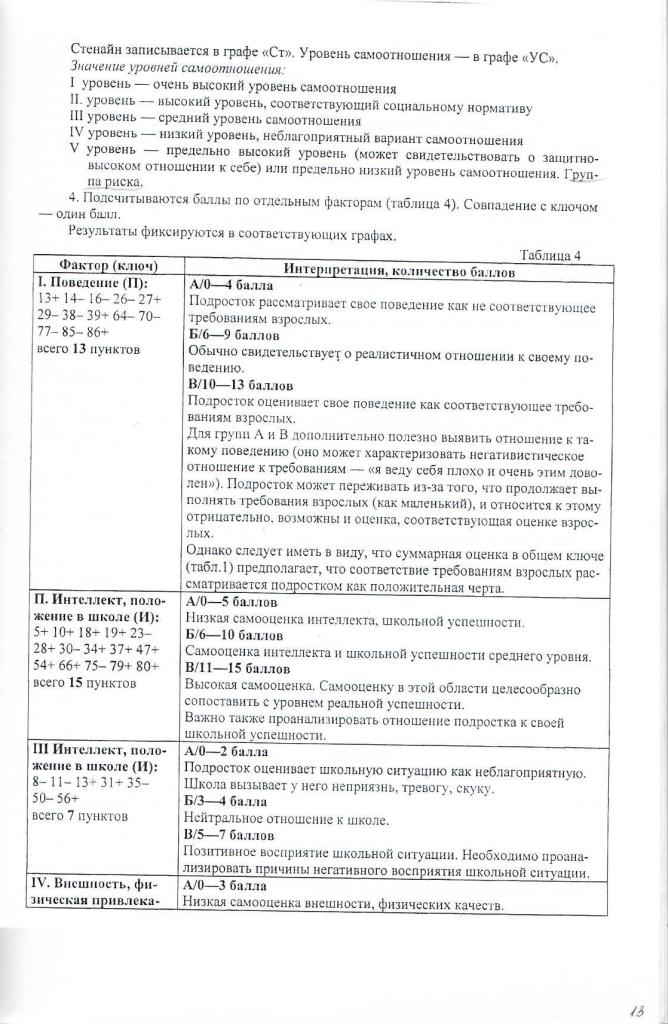 Стенайн записывается в графе «Ст». Уровень самоотношения — в графе «УС».
Значение уровней самоотношения:
I уровень — очень высокий уровень самоотношения
II. уровень — высокий уровень, соответствующий социальному нормативу
III уровень — средний уровень самоотношения
IV уровень — низкий уровень, неблагоприятный вариант самоотношения
V уровень — предельно высокий уровень (может свидетельствовать о защитно-
высоком отношении к себе) или предельно низкий уровень самоотношения. Груп-
па риска.
4. Подсчитываются баллы по отдельным факторам (таблица 4). Совпадение с ключом
— один балл.
Результаты фиксируются в соответствующих графах.
Таблица 4
Фактор (ключ)
Интерпретация, количество баллов
I. Поведение (П):
13+ 14– 16– 26– 27+
29– 38– 39+ 64– 70–
77– 85– 86+
всего 13 пунктов
А/0—4 балла
Подросток рассматривает свое поведение как не соответствующее
требованиям взрослых.
Б/6—9 баллов
Обычно свидетельствует о реалистичном отношении к своему по-
ведению.
В/10—13 баллов
Подросток оценивает свое поведение как соответствующее требо-
ваниям взрослых.
Для групп А и В дополнительно полезно выявить отношение к та-
кому поведению (оно может характеризовать негативистическое
отношение к требованиям — «я веду себя плохо и очень этим дово-
лен»). Подросток может переживать из-за того, что продолжает вы-
полнять требования взрослых (как маленький), и относится к этому
отрицательно, возможны и оценка, соответствующая оценке взрос-
лых.
Однако следует иметь в виду, что суммарная оценка в общем ключе
(табл.1) предполагает, что соответствие требованиям взрослых рас-
сматривается подростком как положительная черта.
П. Интеллект, поло-
жение в школе (И):
5+ 10+ 18+ 19+ 23–
28+ 30– 34+ 37+ 47+
54+ 66+ 75– 79+ 80+
всего 15 пунктов
А/0—5 баллов
Низкая самооценка интеллекта, школьной успешности.
Б/6—10 баллов
Самооценка интеллекта и школьной успешности среднего уровня.
В/11—15 баллов
Высокая самооценка. Самооценку в этой области целесообразно
сопоставить с уровнем реальной успешности.
Важно также проанализировать отношение подростка к своей
школьной успешности.
III Интеллект, поло-
жение в школе (И):
8– 11– 13+ 31+ 35–
50– 56+
всего 7 пунктов
А/0—2 балла
Подросток оценивает школьную ситуацию как неблагоприятную.
Школа вызывает у него неприязнь, тревогу, скуку.
Б/3—4 балла
Нейтральное отношение к школе.
В/5—7 баллов
Позитивное восприятие школьной ситуации. Необходимо проана-
лизировать причины негативного восприятия школьной ситуации.
IV. Внешность, фи-
зическая привлека-
А/0—3 балла
Низкая самооценка внешности, физических качеств.
13